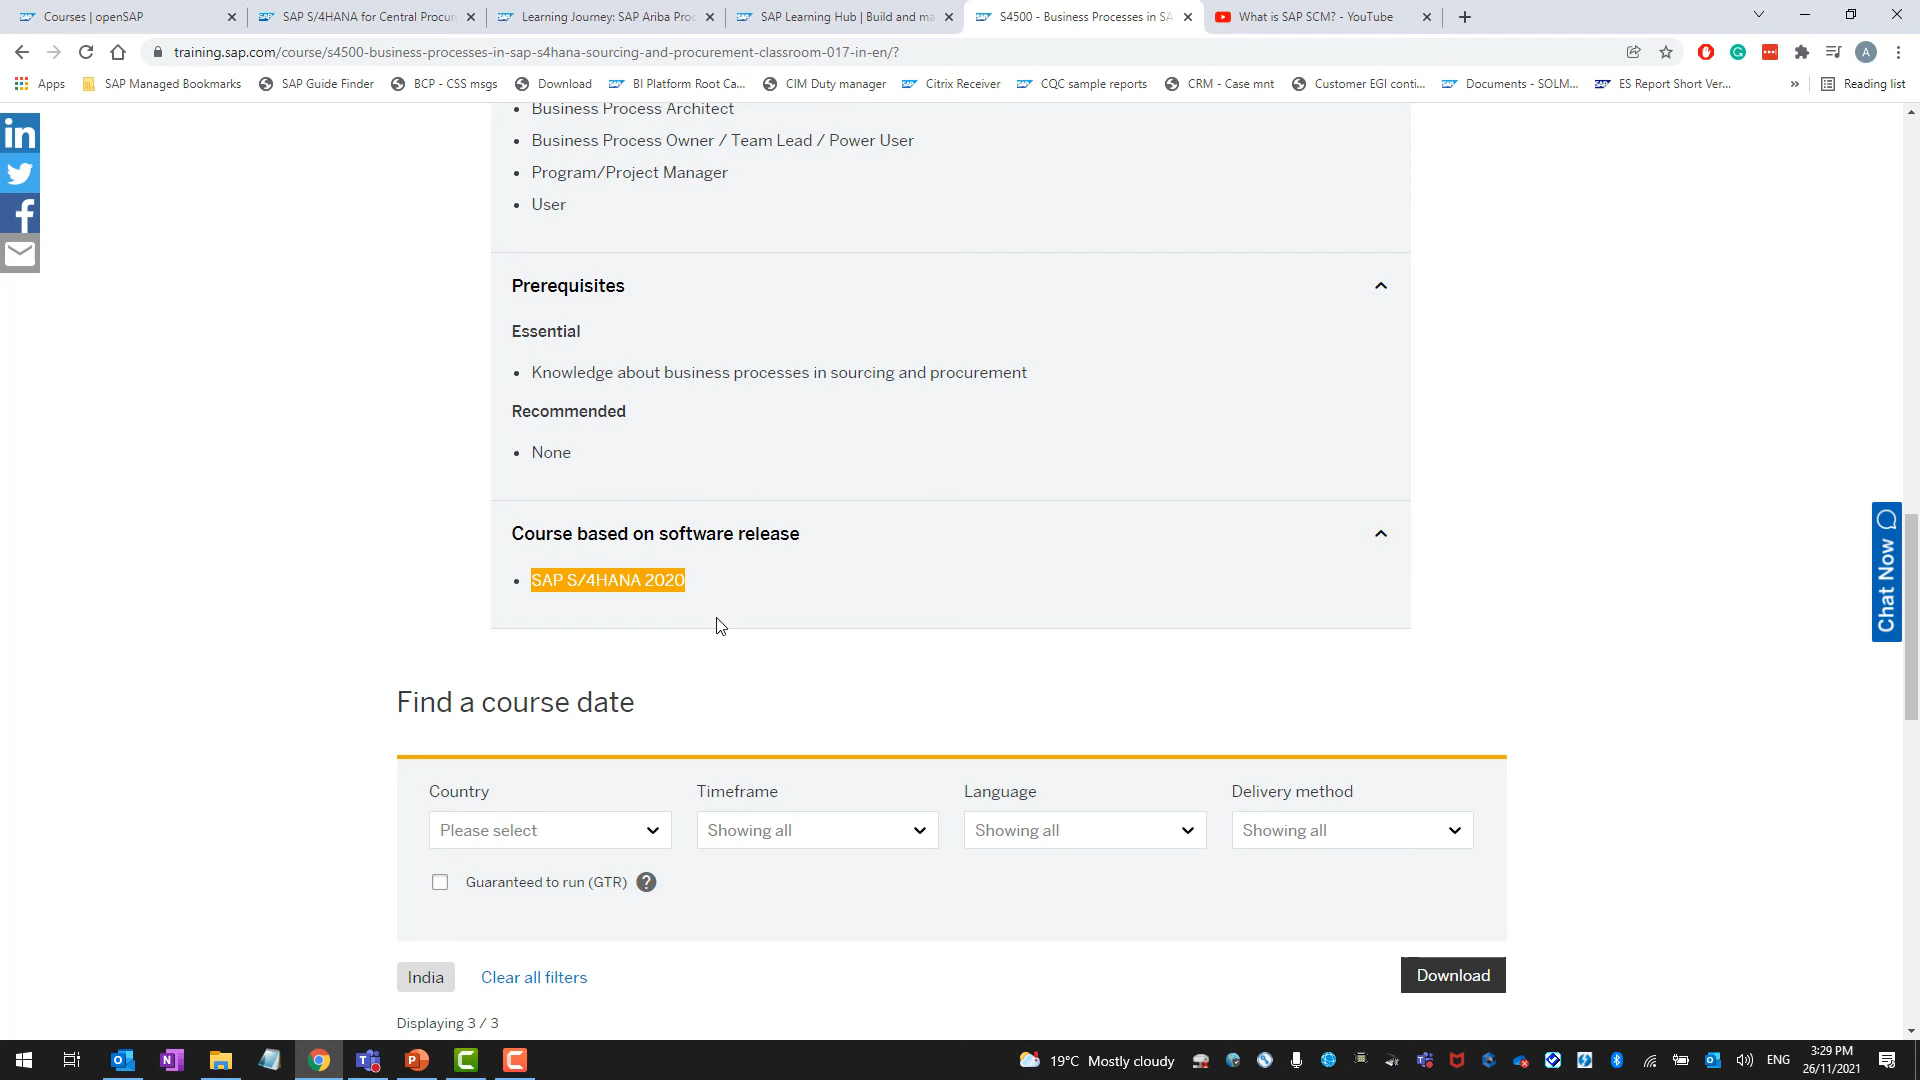 Courses | openSAP
SAP S/4HANA for Central Procure
Learning Journey: SAP Ariba Proc
SAP Learning Hub | Build and ma
S4500 - Business Processes in SA
What is SAP SCM? - YouTube
training.sap.com/course/s4500-business-processes-in-sap-s4hana-sourcing-and-procurement-classroom-017-in-en/?
A
Apps
SAP Managed Bookmarks
SAP Guide Finder
BCP - CSS msgs
Download
BI Platform Root Ca...
CIM Duty manager
Citrix Receiver
CQC sample reports
CRM - Case mnt
Customer EGI conti...
Documents - SOLM...
ES Report Short Ver...
»
Reading list
in
f
Business Process Architect
Business Process Owner / Team Lead / Power User
Program/Project Manager
User
Prerequisites
Essential
Knowledge about business processes in sourcing and procurement
Recommended
None
Course based on software release
SAP S/4HANA 2020
Chat Now
Find a course date
Country
Timeframe
Language
Delivery method
Please select
Showing all
Showing all
Showing all
Guaranteed to run (GTR) ?
India
Clear all filters
Download
Displaying 3 / 3
19°C Mostly cloudy
ENG
3:29 PM
26/11/2021